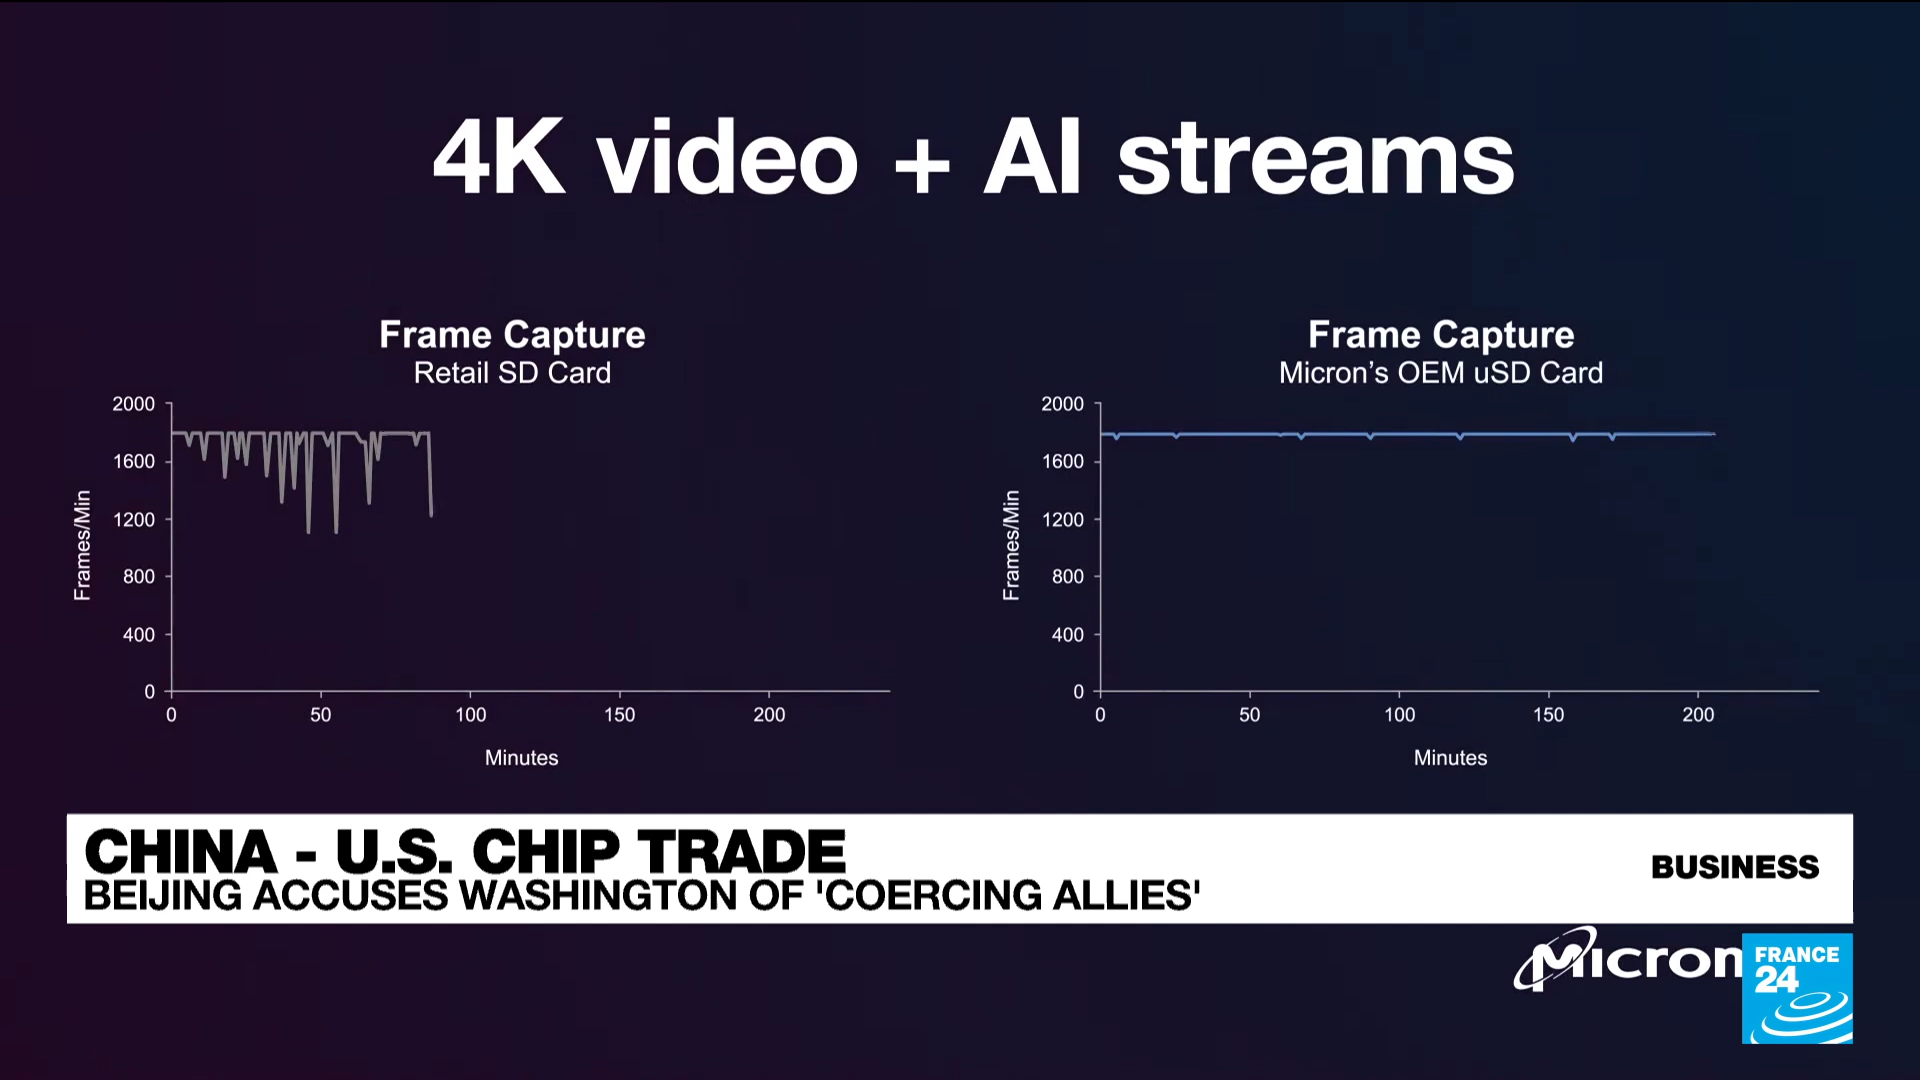 4K video + AI streams
Frame Capture
Retail SD Card
2000
1600
1200
800
400
0
Frames/Min
0 50 100 150 200
Minutes
Frame Capture
Micron’s OEM uSD Card
2000
1600
1200
800
400
0
Frames/Min
0 50 100 150 200
Minutes
CHINA - U.S. CHIP TRADE
BEIJING ACCUSES WASHINGTON OF 'COERCING ALLIES'
BUSINESS
Micron
FRANCE
24